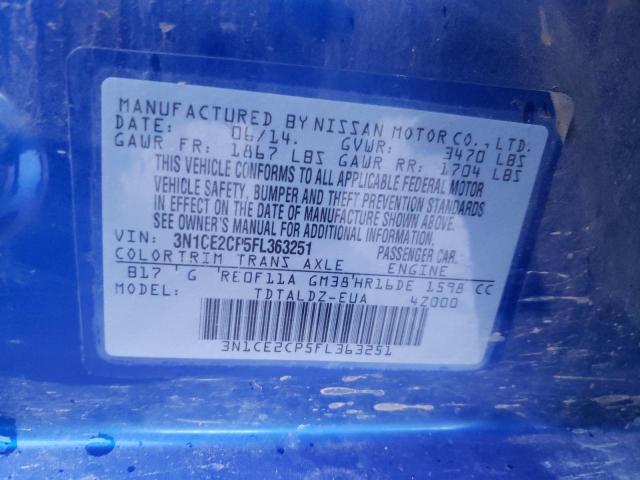 MANUFACTURED BY NISSAN MOTOR CO., LTD.
DATE: 06/14. GVWR: 3470 LBS
GAWR FR: 1867 LBS GAWR RR: 1704 LBS
THIS VEHICLE CONFORMS TO ALL APPLICABLE FEDERAL MOTOR
VEHICLE SAFETY, BUMPER AND THEFT PREVENTION STANDARDS
IN EFFECT ON THE DATE OF MANUFACTURE SHOWN ABOVE.
SEE OWNER'S MANUAL FOR ADDITIONAL INFORMATION.
VIN: 3N1CE2CP5FL363251 PASSENGER CAR.
COLOR TRIM TRANS AXLE ENGINE
B17 G RE0F11A GM38 HR16DE 1598 CC
MODEL: TDTALDZ-EUA 42000
3N1CE2CP5FL363251